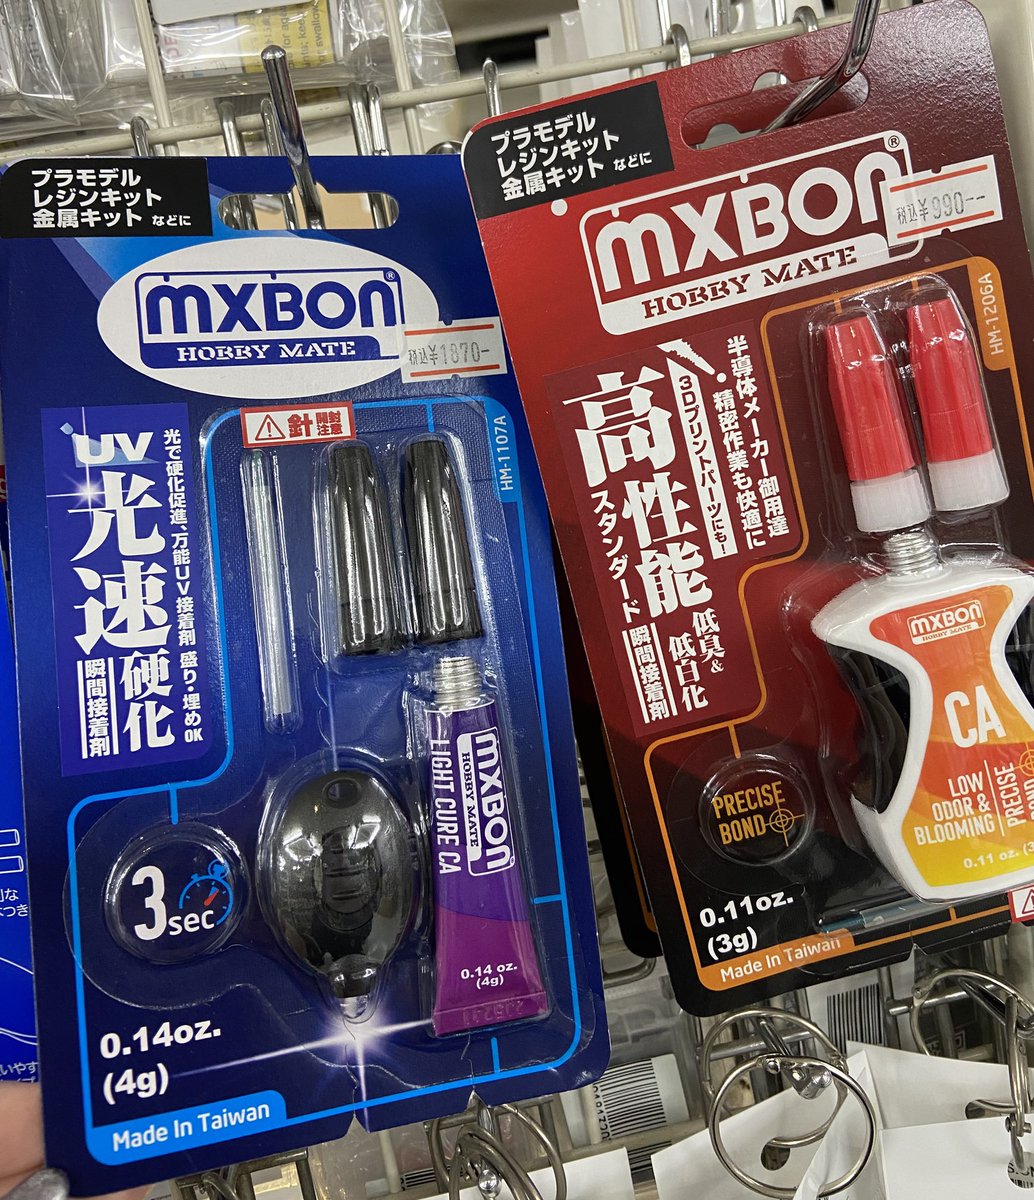 プラモデル
レジンキット
金属キット などに
MXBON®
HOBBY MATE
税込¥1870-
針 開封注意
HM-1107A
UV
光速硬化
瞬間接着剤
光で硬化促進、万能UV接着剤 盛り・埋めOK
3sec
MXBON
HOBBY MATE
LIGHT CURE CA
0.14 oz.
(4g)
0.14oz.
(4g)
Made In Taiwan
プラモデル
レジンキット
金属キット などに
MXBON®
HOBBY MATE
税込¥990--
HM-1206A
半導体メーカー御用達
・精密作業も快適に
3Dプリントパーツにも!
高性能
スタンダード
瞬間接着剤
低臭&
低白化
MXBON
HOBBY MATE
CA
LOW
ODOR &
BLOOMING
PRECISE
PRECISE
BOND
0.11 oz.
0.11oz.
(3g)
Made In Taiwan